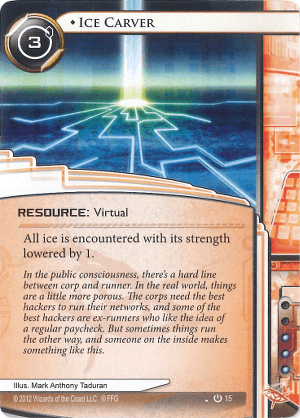 3
• Ice Carver
RESOURCE: Virtual
All ice is encountered with its strength
lowered by 1.
In the public consciousness, there's a hard line
between corp and runner. In the real world, things
are a little more porous. The corps need the best
hackers to run their networks, and some of the
best hackers are ex-runners who like the idea of
a regular paycheck. But sometimes runners run
the other way, and someone on the inside makes
something like this.
Illus. Mark Anthony Taduran
© 2012 Wizards of the Coast LLC. © FFG
15